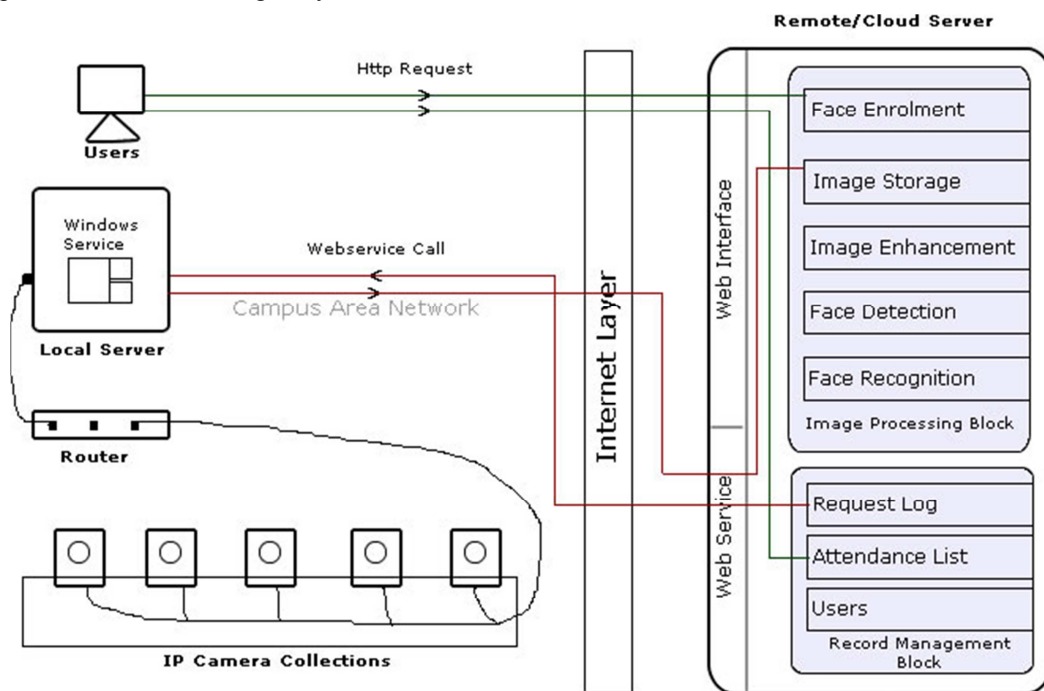 Remote/Cloud Server
Http Request
Users
Face Enrolment
Image Storage
Image Enhancement
Face Detection
Face Recognition
Image Processing Block
Windows
Service
Local Server
Webservice Call
Campus Area Network
Internet Layer
Web Interface
Web Service
Router
Request Log
Attendance List
Users
Record Management
Block
IP Camera Collections